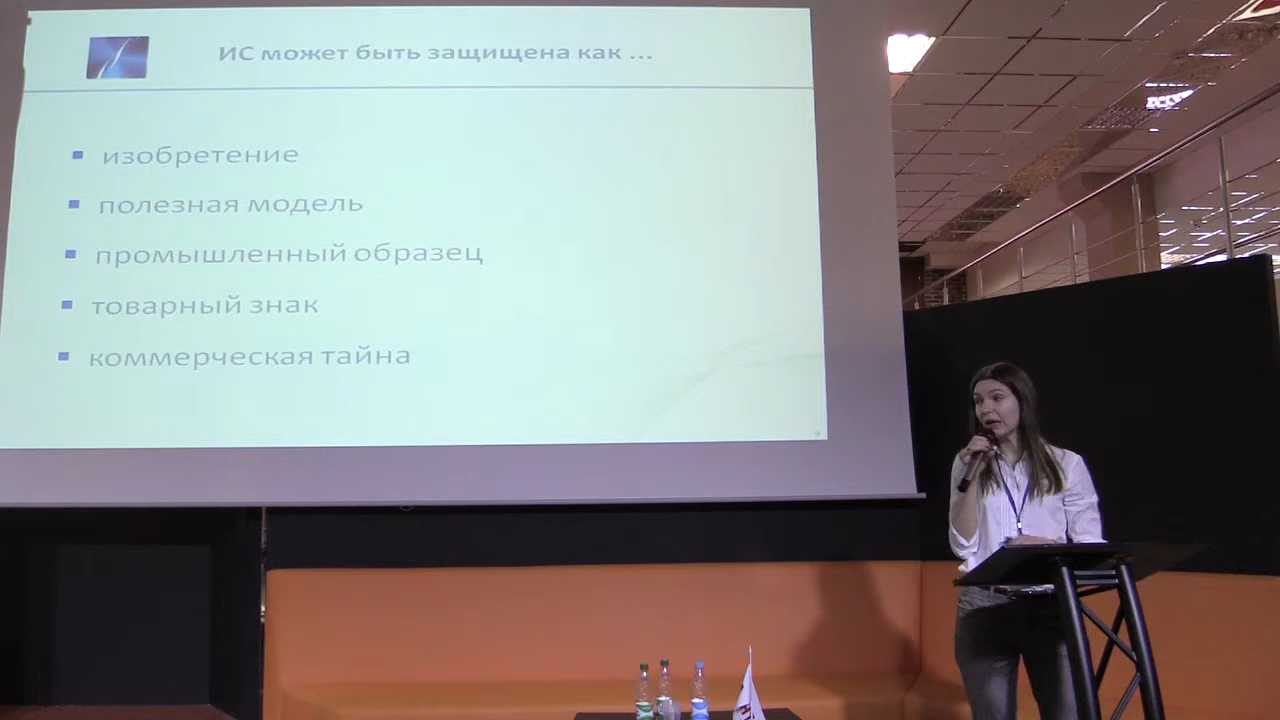 ИС может быть защищена как ...
изобретение
полезная модель
промышленный образец
товарный знак
коммерческая тайна